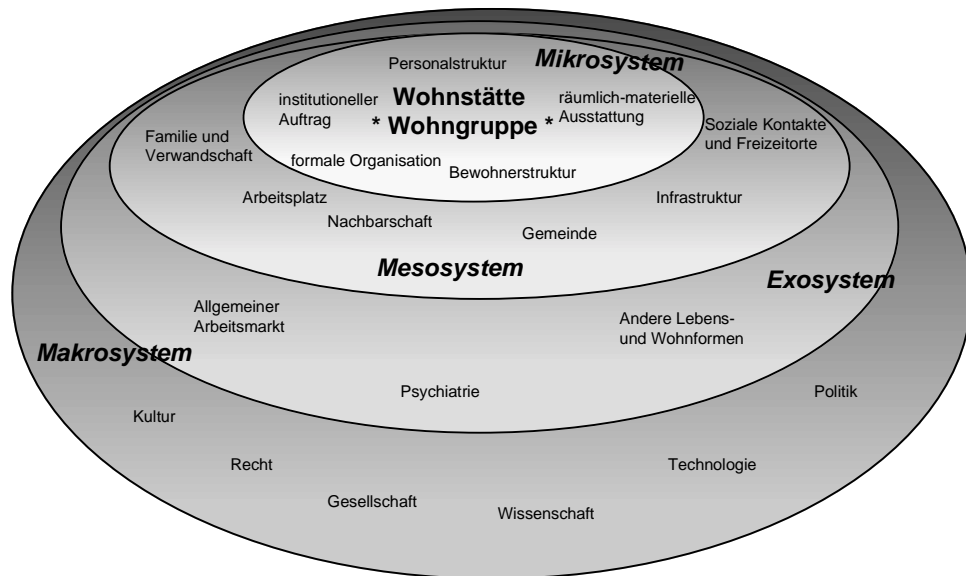 Personalstruktur
Mikrosystem
institutioneller
Auftrag
Wohnstätte
* Wohngruppe *
räumlich-materielle
Ausstattung
Familie und
Verwandschaft
Soziale Kontakte
und Freizeitorte
formale Organisation
Bewohnerstruktur
Arbeitsplatz
Infrastruktur
Nachbarschaft
Gemeinde
Mesosystem
Exosystem
Allgemeiner
Arbeitsmarkt
Andere Lebens-
und Wohnformen
Makrosystem
Psychiatrie
Politik
Kultur
Recht
Technologie
Gesellschaft
Wissenschaft